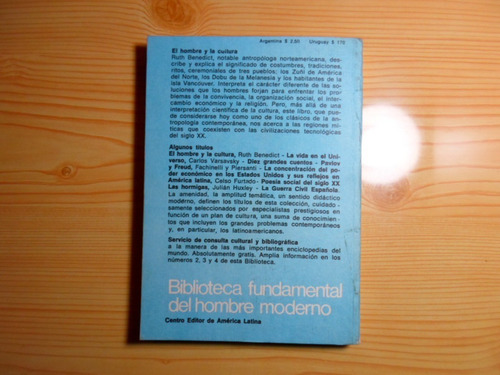 Argentina $ 2.50 Uruguay $ 170
El hombre y la cultura
Ruth Benedict, notable antropóloga norteamericana, des-
cribe y explica el significado de costumbres, tradiciones,
ritos, ceremoniales de tres pueblos; los Zuñi de América
del Norte, los Dobu de la Melanesia y los habitantes de la
isla Vancouver. Interpreta el carácter diferente de las so-
luciones que los hombres forjan para enfrentar los pro-
blemas de la convivencia, la organización social, el inter-
cambio económico y la religión. Pero, más allá de una
interpretación científica de la cultura, este libro, que pue-
de considerarse hoy como uno de los clásicos de la an-
tropología contemporánea, nos acerca a las regiones mí-
ticas que coexisten con las civilizaciones tecnológicas
del siglo XX.
Algunos títulos
El hombre y la cultura, Ruth Benedict - La vida en el Uni-
verso, Carlos Varsavsky - Diez grandes cuentos - Pavlov
y Freud, Fachinelli y Piersanti - La concentración del po-
der económico en los Estados Unidos y sus reflejos en
América latina, Celso Furtado- Poesía social del siglo XX
Las hormigas, Julián Huxley - La Guerra Civil Española.
La amenidad, la amplitud temática, un sentido didáctico
moderno, definen los títulos de esta colección, cuidado-
samente seleccionados por especialistas prestigiosos en
función de un plan de cultura, una suma de conocimien-
tos que incluyen los grandes problemas contemporáneos
y, en particular, los latinoamericanos.
Servicio de consulta cultural y bibliográfica
a la manera de las más importantes enciclopedias del
mundo. Absolutamente gratis. Amplia información en los
números 2, 3 y 4 de esta Biblioteca.
Biblioteca fundamental
del hombre moderno
Centro Editor de América Latina